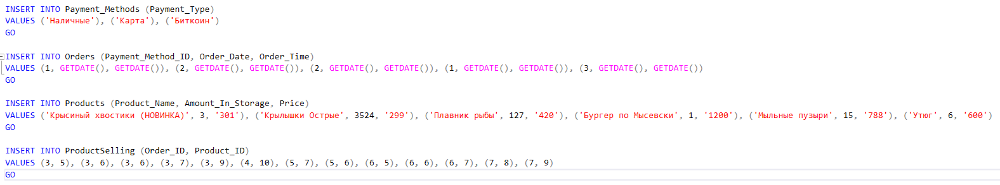 INSERT INTO Payment_Methods (Payment_Type)
VALUES ('Наличные'), ('Карта'), ('Биткоин')
GO
INSERT INTO Orders (Payment_Method_ID, Order_Date, Order_Time)
VALUES (1, GETDATE(), GETDATE()), (2, GETDATE(), GETDATE()), (2, GETDATE(), GETDATE()), (1, GETDATE(), GETDATE()), (3, GETDATE(), GETDATE())
GO
INSERT INTO Products (Product_Name, Amount_In_Storage, Price)
VALUES ('Крысиный хвостики (НОВИНКА)', 3, '301'), ('Крылышки Острые', 3524, '299'), ('Плавник рыбы', 127, '420'), ('Бургер по Мысевски', 1, '1200'), ('Мыльные пузыри', 15, '788'), ('Утюг', 6, '600')
GO
INSERT INTO ProductSelling (Order_ID, Product_ID)
VALUES (3, 5), (3, 6), (3, 6), (3, 7), (3, 9), (4, 10), (5, 7), (5, 6), (6, 5), (6, 6), (6, 7), (7, 8), (7, 9)
GO